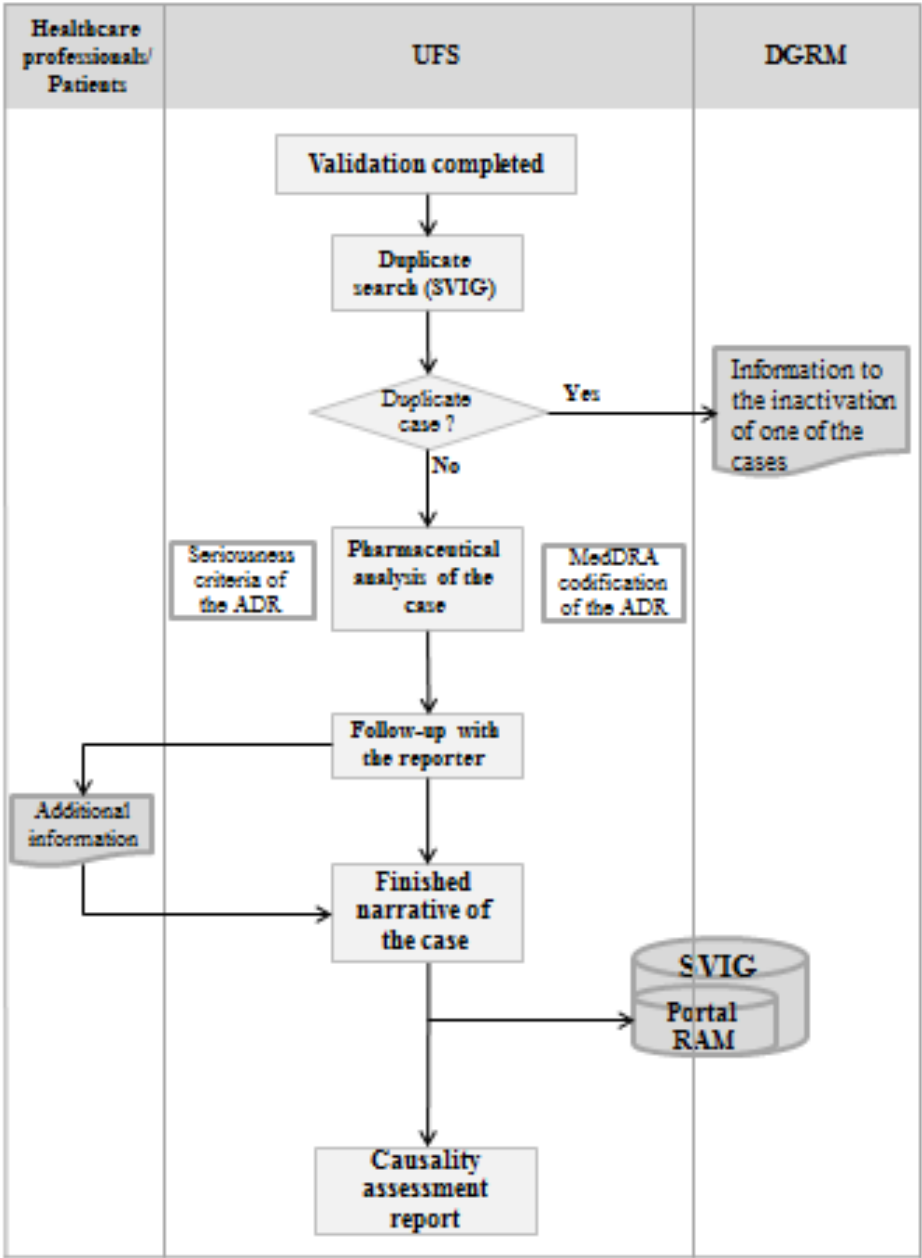 Healthcare
professionals/
Patients
UFS
DGRM
Validation completed
Duplicate
search (SVIG)
Duplicate
case ?
Yes
No
Information to
the inactivation
of one of the
cases
Seriousness
criteria of
the ADR
Pharmaceutical
analysis of the
case
MedDRA
codification
of the ADR
Follow-up with
the reporter
Additional
information
Finished
narrative of
the case
SVIG
Portal
RAM
Causality
assessment
report